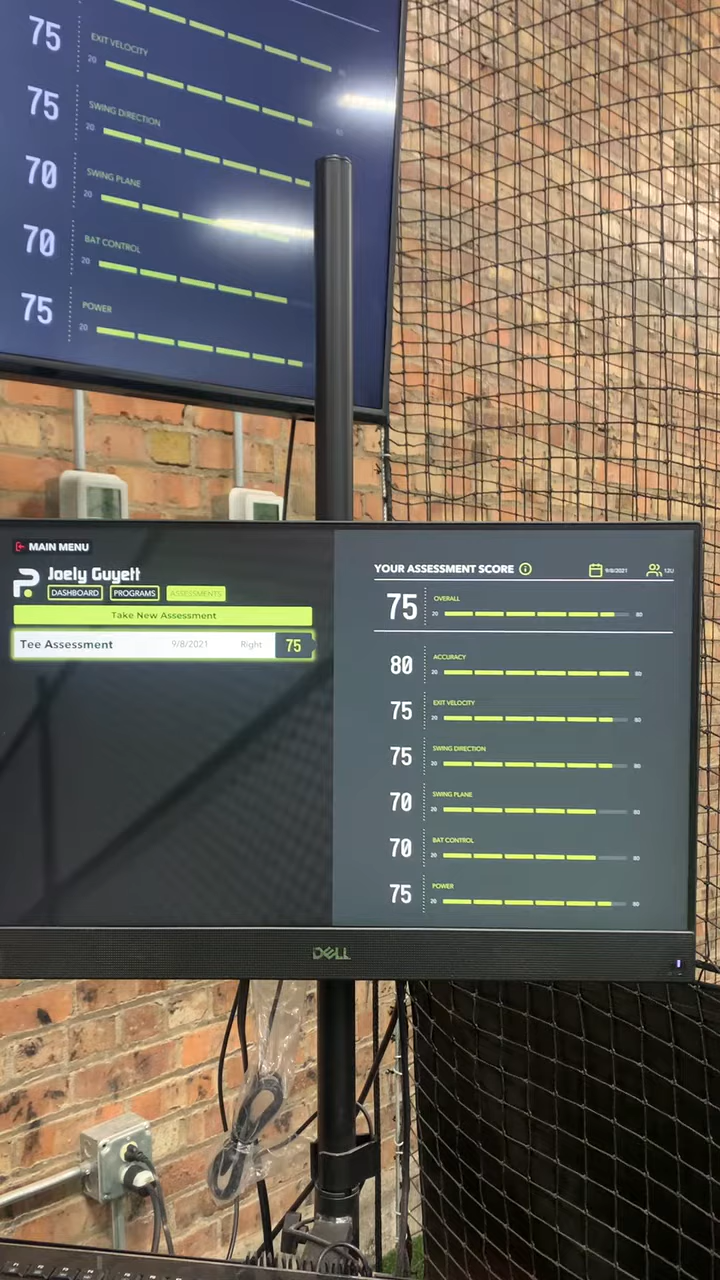 75
EXIT VELOCITY
20
80
75
SWING DIRECTION
20
80
70
SWING PLANE
20
70
BAT CONTROL
20
75
POWER
20
MAIN MENU
Joely Guyett
DASHBOARD PROGRAMS ASSESSMENTS
Take New Assessment
Tee Assessment 9/8/2021 Right 75
YOUR ASSESSMENT SCORE 9/8/2021 12U
75 OVERALL
20 80
80 ACCURACY
20 80
75 EXIT VELOCITY
20 80
75 SWING DIRECTION
20 80
70 SWING PLANE
20 80
70 BAT CONTROL
20 80
75 POWER
20 80
DELL